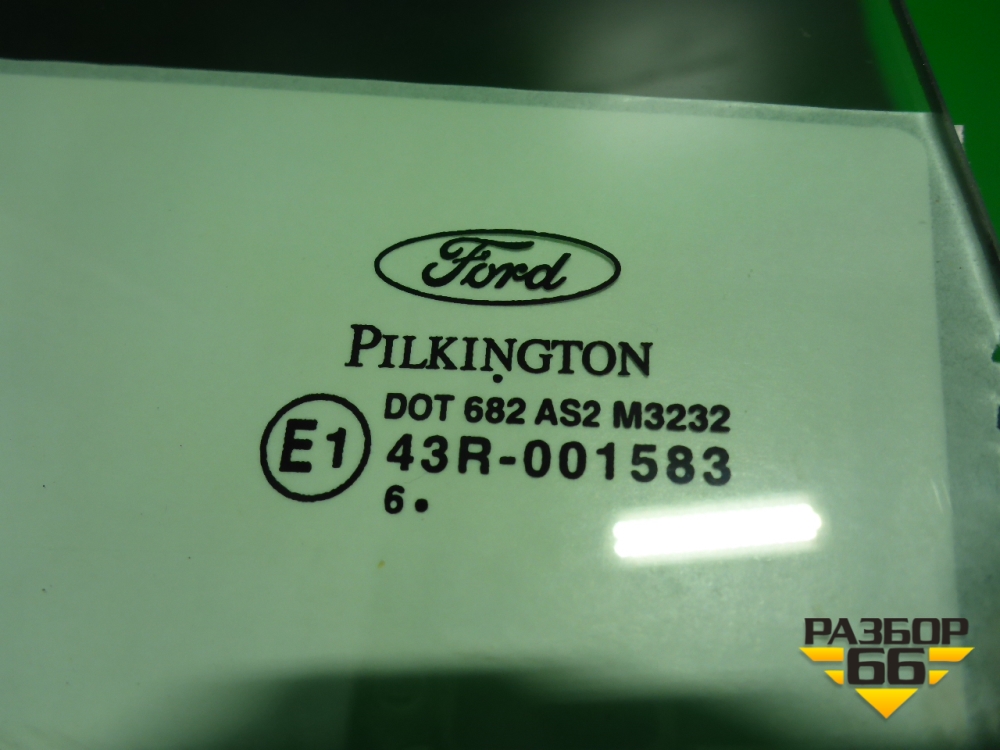 Ford
PILKINGTON
DOT 682 AS2 M3232
E1 43R-001583
6 •
РАЗБОР
66